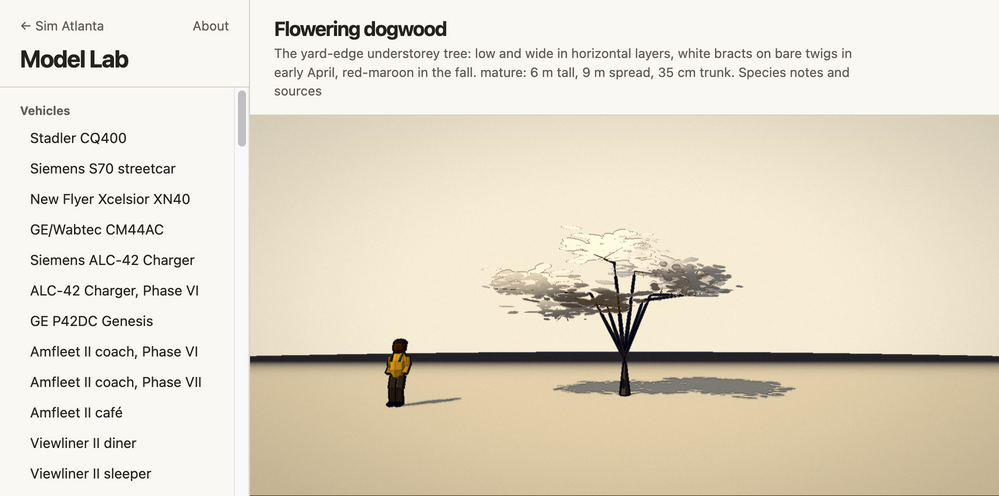 ← Sim Atlanta
About
Model Lab
Vehicles
Stadler CQ400
Siemens S70 streetcar
New Flyer Xcelsior XN40
GE/Wabtec CM44AC
Siemens ALC-42 Charger
ALC-42 Charger, Phase VI
GE P42DC Genesis
Amfleet II coach, Phase VI
Amfleet II coach, Phase VII
Amfleet II café
Viewliner II diner
Viewliner II sleeper
Flowering dogwood
The yard-edge understorey tree: low and wide in horizontal layers, white bracts on bare twigs in
early April, red-maroon in the fall. mature: 6 m tall, 9 m spread, 35 cm trunk. Species notes and
sources